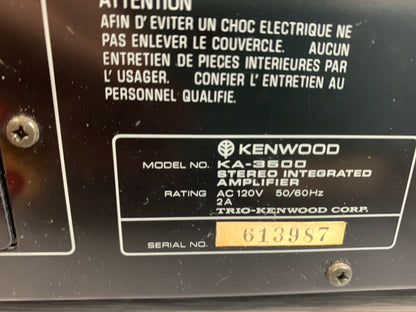 ATTENTION
AFIN D'EVITER UN CHOC ELECTRIQUE NE
PAS ENLEVER LE COUVERCLE. AUCUN
ENTRETIEN DE PIECES INTERIEURES PAR
L'USAGER. CONFIER L'ENTRETIEN AU
PERSONNEL QUALIFIE.
KENWOOD
MODEL NO. KA-3500
STEREO INTEGRATED
AMPLIFIER
RATING AC 120V 50/60Hz
2A
TRIO-KENWOOD CORP.
SERIAL NO. 613987